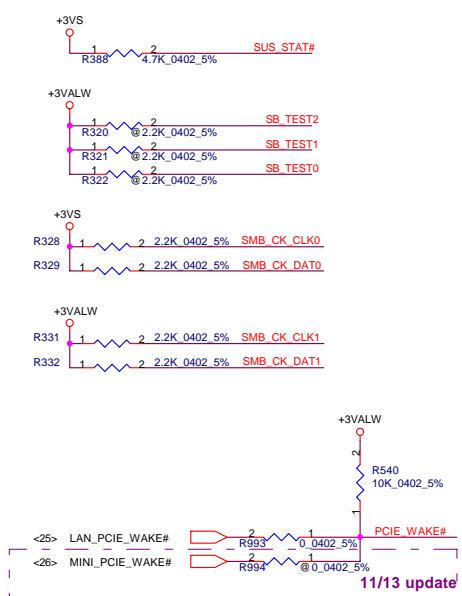 +3VS
1 2 SUS_STAT#
R388 4.7K_0402_5%
+3VALW
1 2 SB_TEST2
R320 @ 2.2K_0402_5%
1 2 SB_TEST1
R321 @ 2.2K_0402_5%
1 2 SB_TEST0
R322 @ 2.2K_0402_5%
+3VS
R328 1 2 2.2K_0402_5% SMB_CK_CLK0
R329 1 2 2.2K_0402_5% SMB_CK_DAT0
+3VALW
R331 1 2 2.2K_0402_5% SMB_CK_CLK1
R332 1 2 2.2K_0402_5% SMB_CK_DAT1
+3VALW
2
R540
10K_0402_5%
1
<25> LAN_PCIE_WAKE# 2 1 PCIE_WAKE#
R993 0_0402_5%
<26> MINI_PCIE_WAKE# 2 1
R994 @ 0_0402_5%
11/13 update